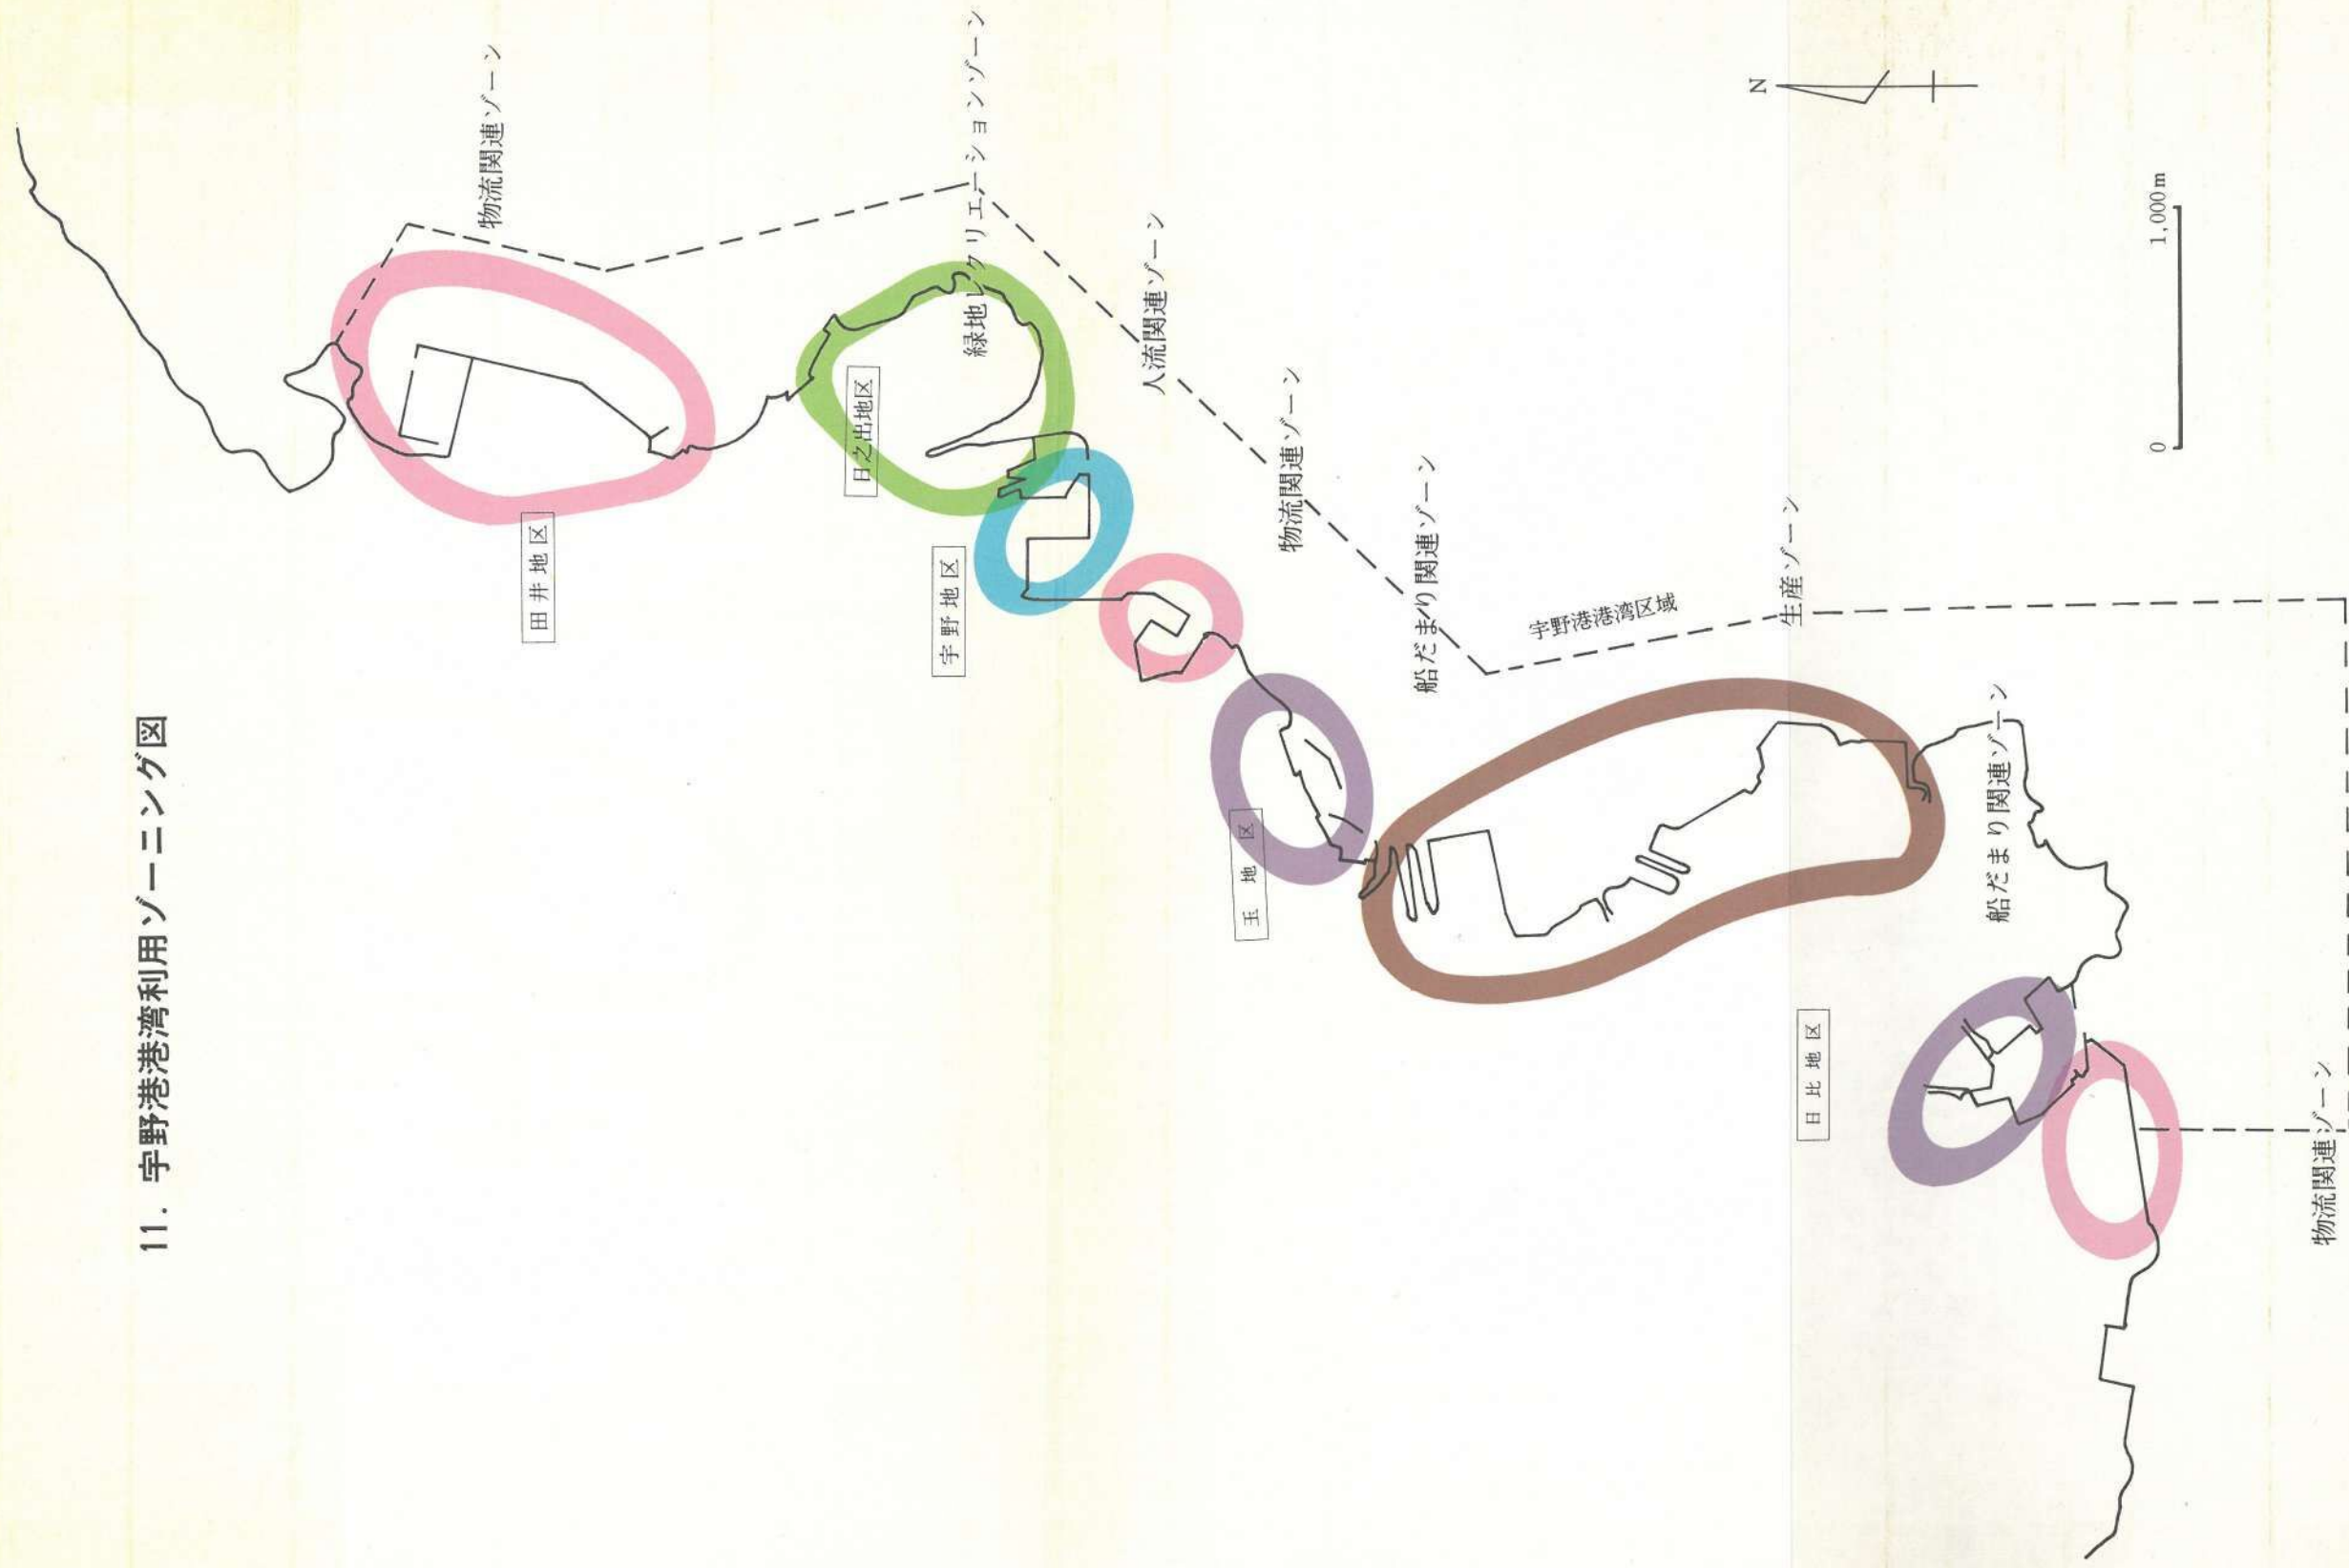 11. 宇野港港湾利用ゾーニング図
物流関連ゾーン
田井地区
緑地レクリエーションゾーン
日之出地区
人流関連ゾーン
宇野地区
物流関連ゾーン
船だまり関連ゾーン
玉地区
宇野港港湾区域
生産ゾーン
日比地区
船だまり関連ゾーン
物流関連ゾーン
N
0 1,000m